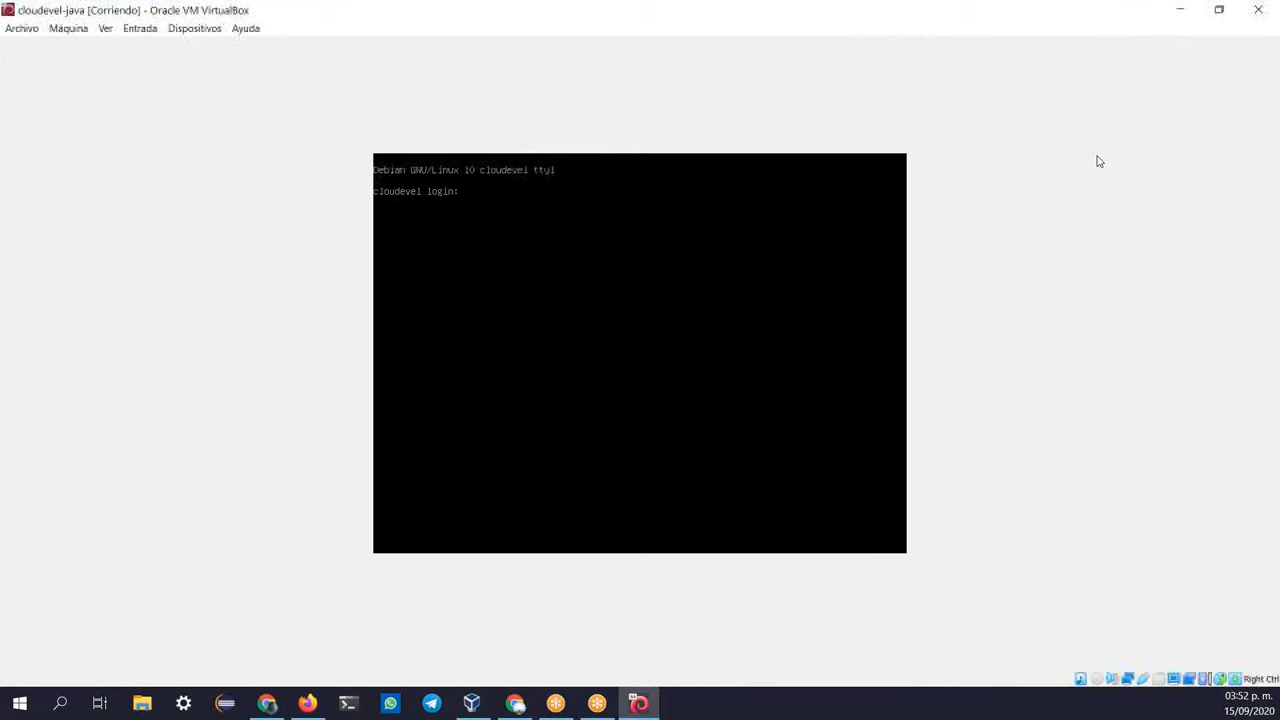 cloudevel-java [Corriendo] - Oracle VM VirtualBox
Archivo Máquina Ver Entrada Dispositivos Ayuda
Debian GNU/Linux 10 cloudevel tty1
cloudevel login:
Right Ctrl
03:52 p. m.
15/09/2020